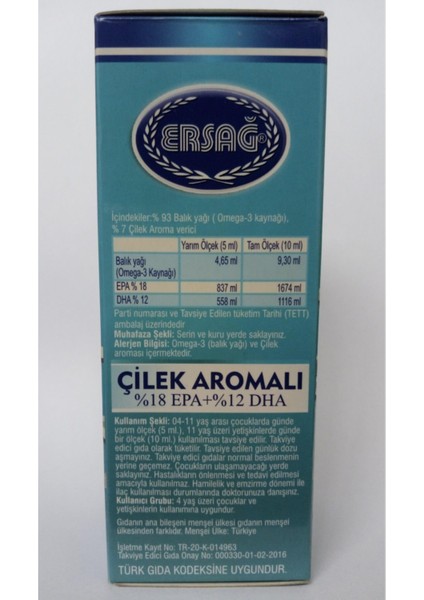 ERSAĞ®
İçindekiler:% 93 Balık yağı ( Omega-3 kaynağı),
% 7 Çilek Aroma verici
Yarım Ölçek (5 ml) Tam Ölçek (10 ml)
Balık yağı 4,65 ml 9,30 ml
(Omega-3 Kaynağı)
EPA % 18 837 ml 1674 ml
DHA % 12 558 ml 1116 ml
Parti numarası ve Tavsiye Edilen tüketim Tarihi (TETT)
ambalaj üzerindedir
Muhafaza Şekli: Serin ve kuru yerde saklayınız.
Alerjen Bilgisi: Omega-3 (balık yağı) ve Çilek
aroması içermektedir.
ÇİLEK AROMALI
%18 EPA+%12 DHA
Kullanım Şekli: 04-11 yaş arası çocuklarda günde
yarım ölçek (5 ml.), 11 yaş üzeri yetişkinlerde günde
bir ölçek (10 ml.) kullanılması tavsiye edilir. Takviye
edici gıda olarak tüketilir. Tavsiye edilen günlük dozu
aşmayınız. Takviye edici gıdalar normal beslenmenin
yerine geçemez. Çocukların ulaşamayacağı yerde
saklayınız. Hastalıkların önlenmesi ve tedavi edilmesi
amacıyla kullanılmaz. Hamilelik ve emzirme dönemi ile
ilaç kullanılması durumlarında doktorunuza danışınız.
Kullanıcı Grubu: 4 yaş üzeri çocuklar ve
yetişkinlerin kullanımına uygundur.
Gıdanın ana bileşeni menşei ülkesi gıdanın menşei
ülkesinden farklıdır. Menşei Ülke: Türkiye
İşletme Kayıt No: TR-20-K-014963
Takviye Edici Gıda Onay No: 000330-01-02-2016
TÜRK GIDA KODEKSİNE UYGUNDUR.